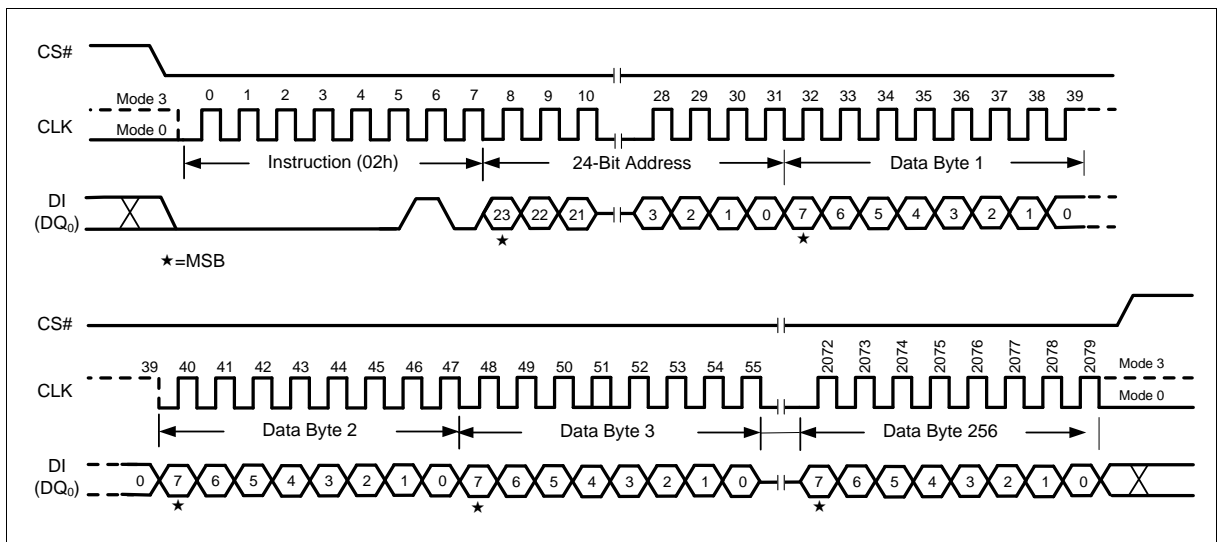 CS#
Mode 3
0 1 2 3 4 5 6 7 8 9 10 28 29 30 31 32 33 34 35 36 37 38 39
CLK
Mode 0
Instruction (02h) 24-Bit Address Data Byte 1
DI
(DQ0)
23 22 21 3 2 1 0 7 6 5 4 3 2 1 0
★ ★
★=MSB
CS#
39 40 41 42 43 44 45 46 47 48 49 50 51 52 53 54 55 2072 2073 2074 2075 2076 2077 2078 2079
Mode 3
CLK
Mode 0
Data Byte 2 Data Byte 3 Data Byte 256
DI
(DQ0)
0 7 6 5 4 3 2 1 0 7 6 5 4 3 2 1 0 7 6 5 4 3 2 1 0
★ ★ ★